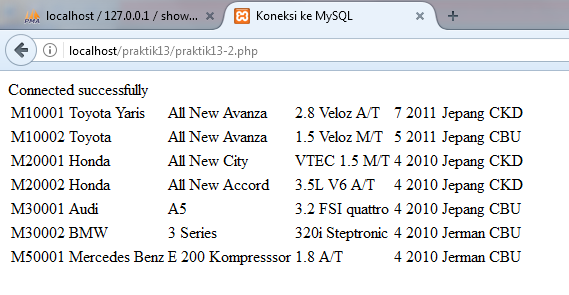 localhost / 127.0.0.1 / show... ×
Koneksi ke MySQL ×
localhost/praktik13/praktik13-2.php
Connected successfully
M10001 Toyota Yaris All New Avanza 2.8 Veloz A/T 7 2011 Jepang CKD
M10002 Toyota All New Avanza 1.5 Veloz M/T 5 2011 Jepang CBU
M20001 Honda All New City VTEC 1.5 M/T 4 2010 Jepang CKD
M20002 Honda All New Accord 3.5L V6 A/T 4 2010 Jepang CKD
M30001 Audi A5 3.2 FSI quattro 4 2010 Jepang CBU
M30002 BMW 3 Series 320i Steptronic 4 2010 Jerman CBU
M50001 Mercedes Benz E 200 Kompresssor 1.8 A/T 4 2010 Jerman CBU